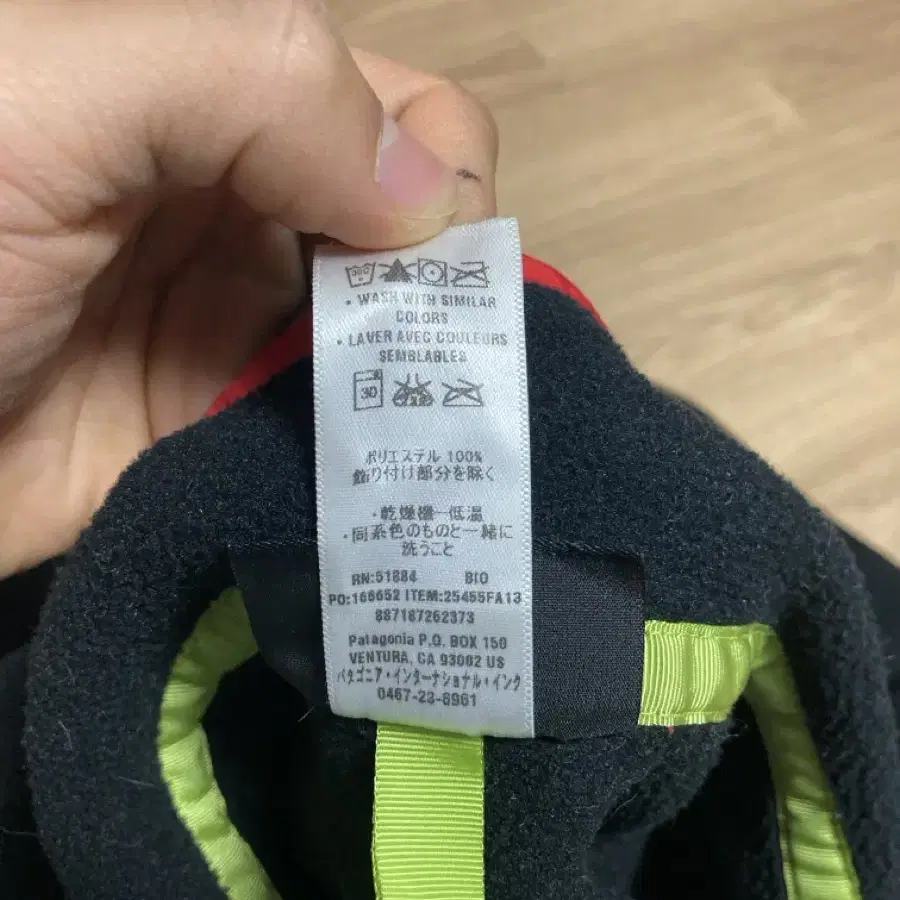 • WASH WITH SIMILAR
COLORS
• LAVER AVEC COULEURS
SEMBLABLES
30
ポリエステル 100%
飾り付け部分を除く
・乾燥機一低温
・同系色のものと一緒に
洗うこと
RN:51884 BIO
PO:166652 ITEM:25455FA13
887187262373
Patagonia P.O. BOX 150
VENTURA, CA 93002 US
パタゴニア・インターナショナル・インク
0467-23-8961